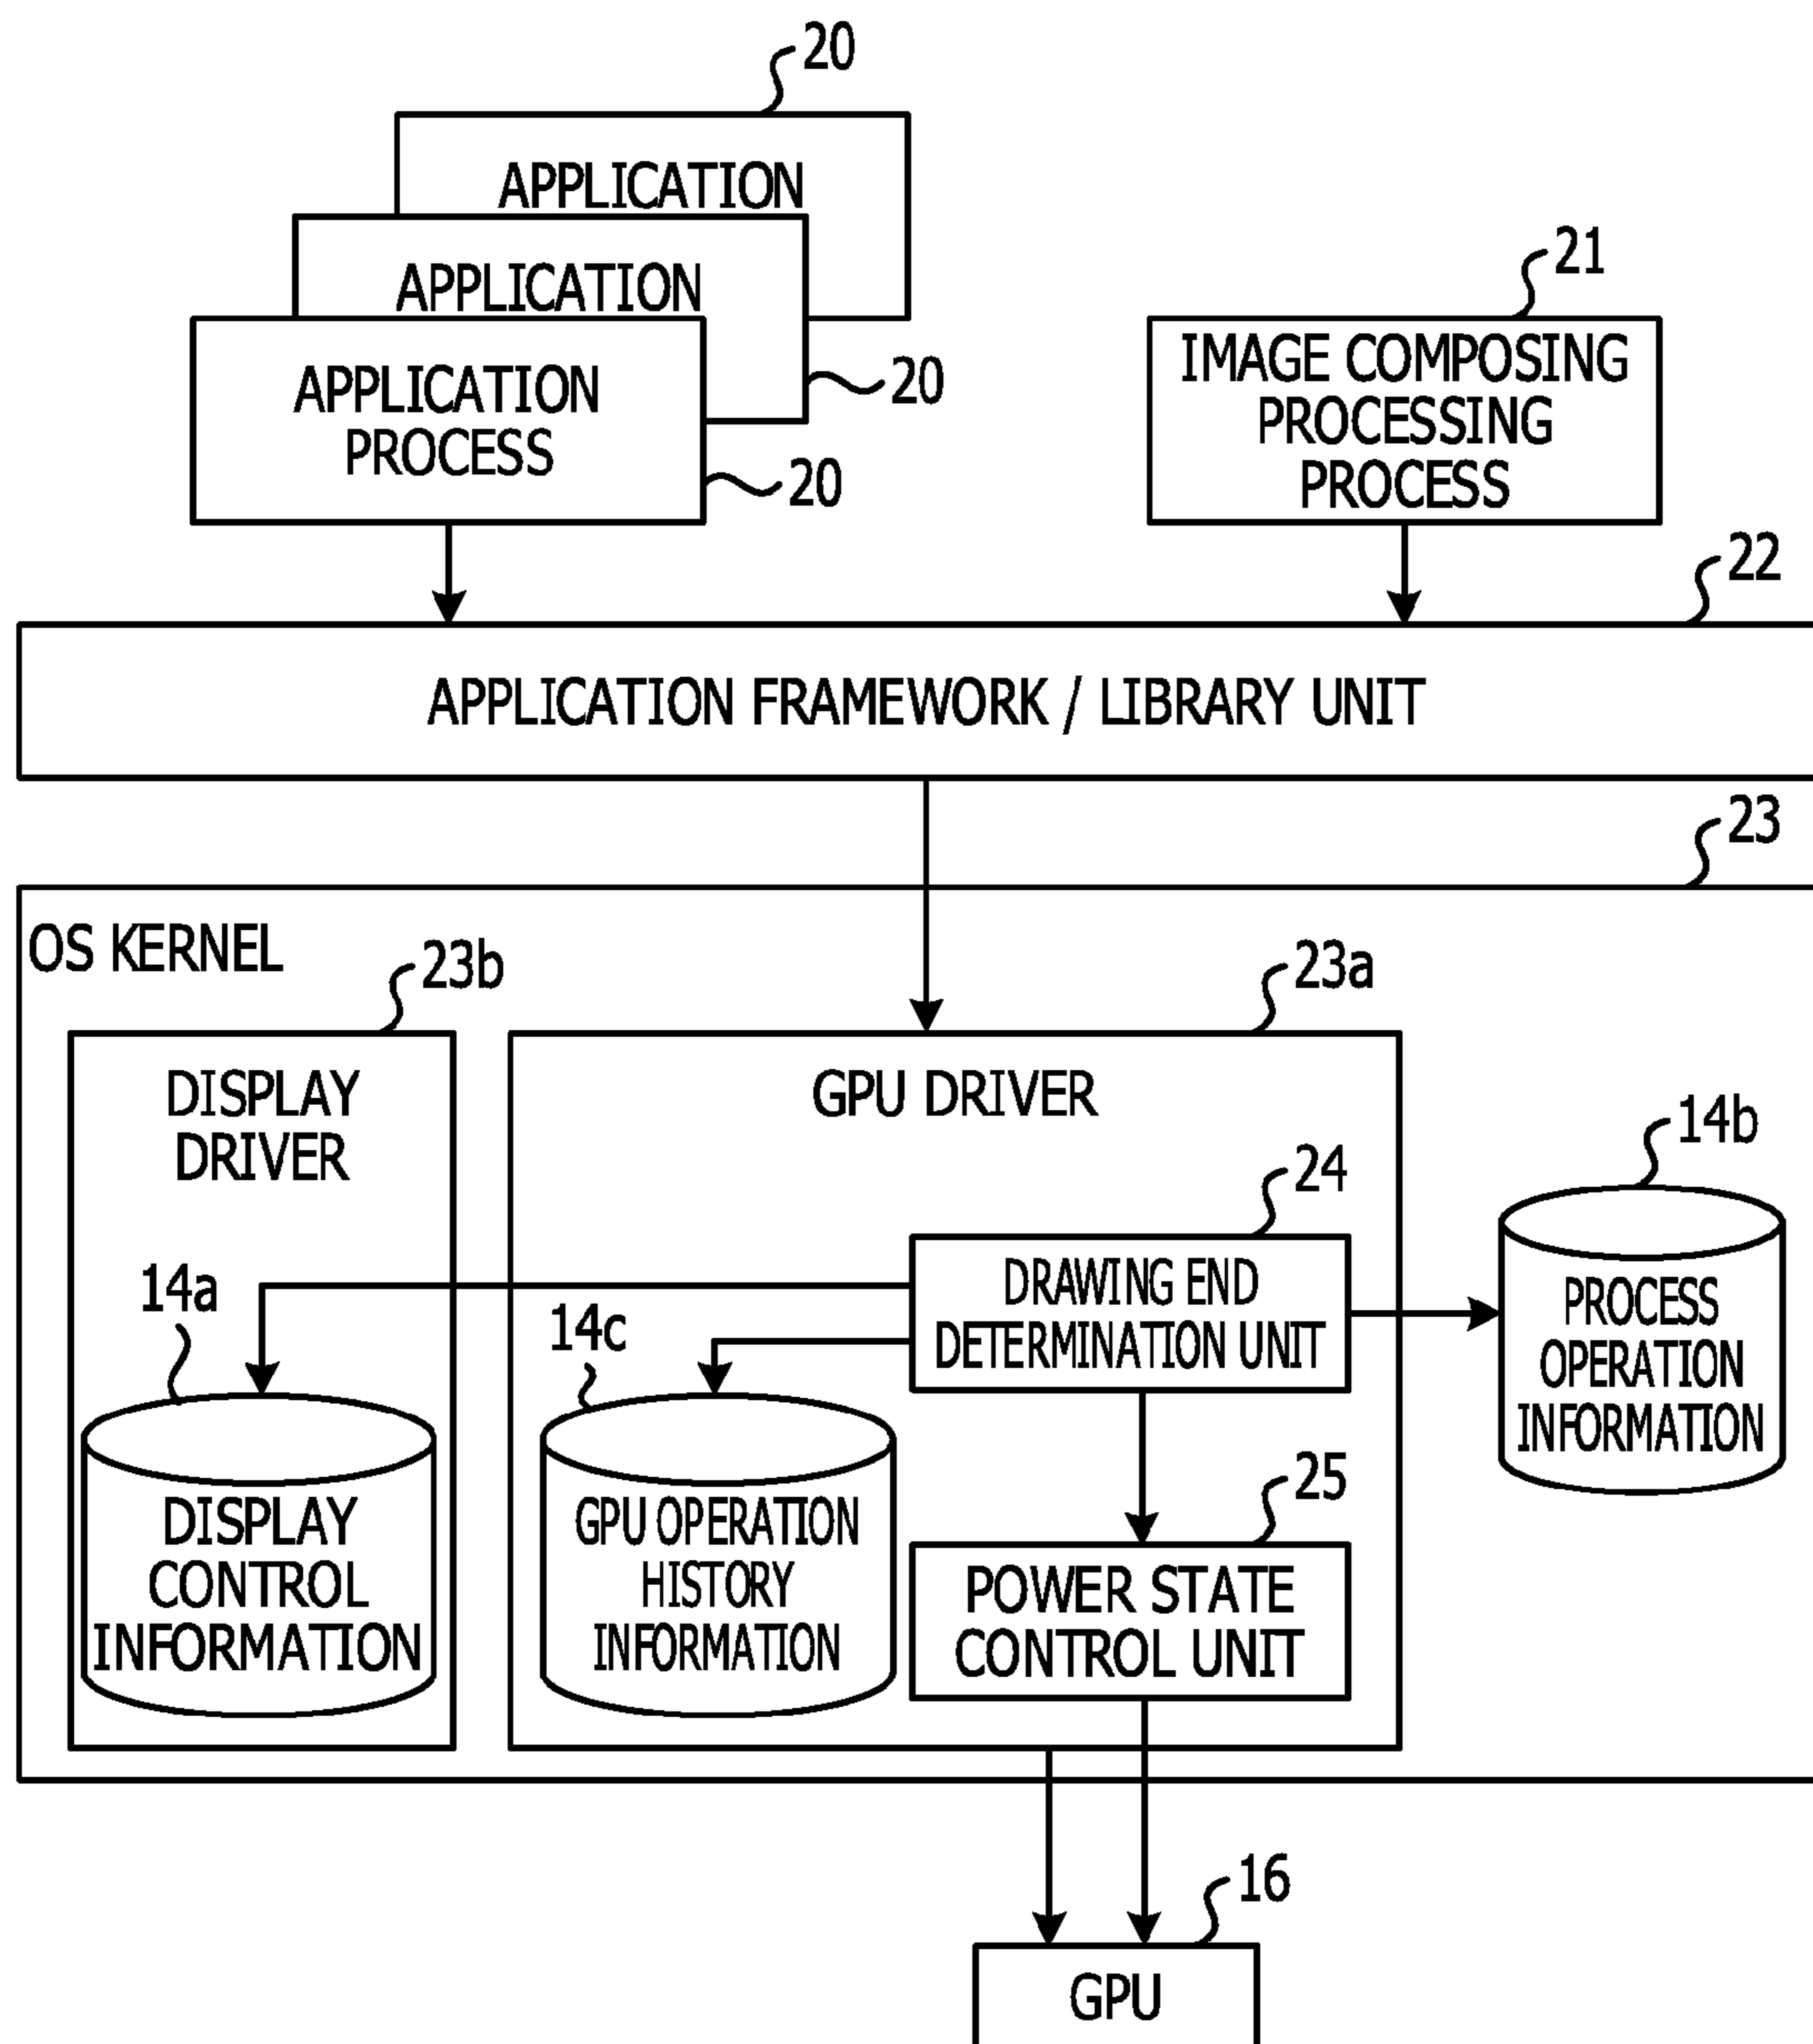 20
APPLICATION
APPLICATION
20
APPLICATION
PROCESS
20
21
IMAGE COMPOSING
PROCESSING
PROCESS
22
APPLICATION FRAMEWORK / LIBRARY UNIT
23
OS KERNEL
23b
23a
DISPLAY
DRIVER
GPU DRIVER
14b
24
DRAWING END
DETERMINATION UNIT
PROCESS
OPERATION
INFORMATION
14a
14c
DISPLAY
CONTROL
INFORMATION
GPU OPERATION
HISTORY
INFORMATION
25
POWER STATE
CONTROL UNIT
16
GPU